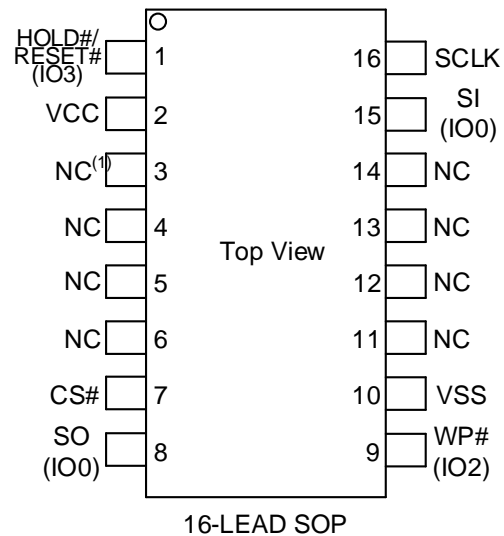 HOLD#/
RESET#
(IO3)
1
16
SCLK
VCC
2
15
SI
(IO0)
NC(1)
3
14
NC
NC
4
13
NC
Top View
NC
5
12
NC
NC
6
11
NC
CS#
7
10
VSS
SO
(IO0)
8
9
WP#
(IO2)
16-LEAD SOP